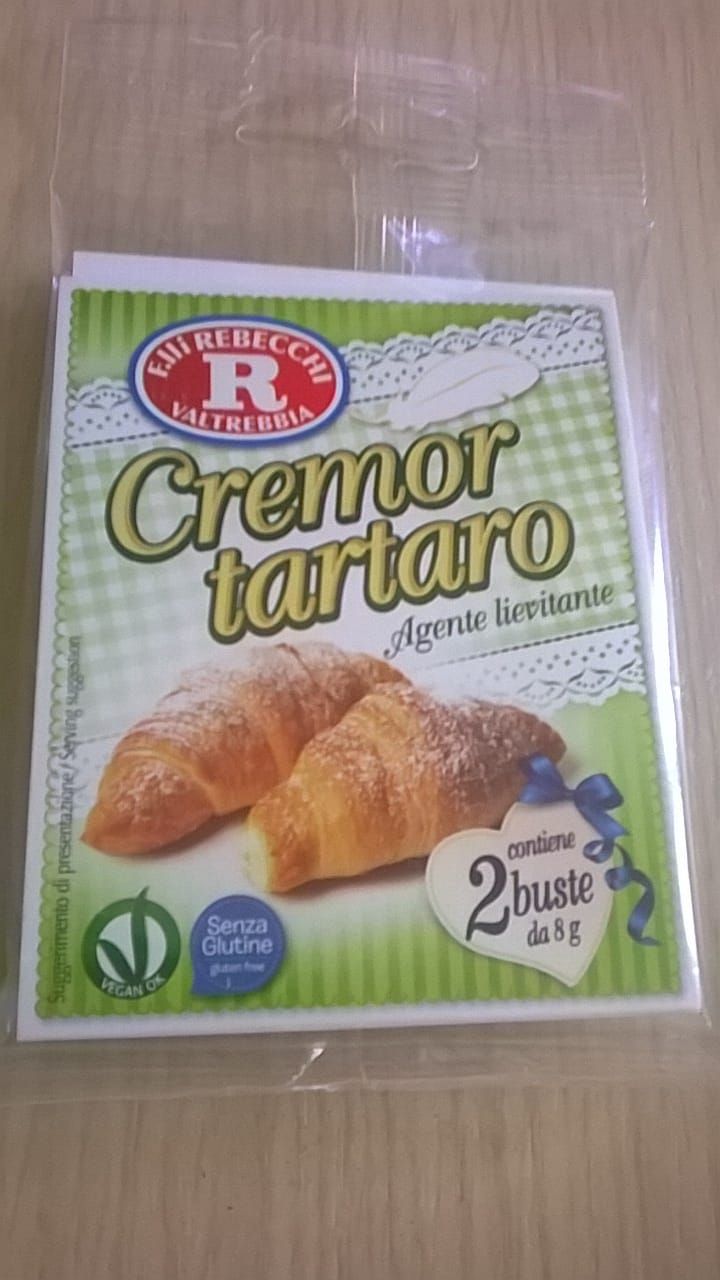 F.lli REBECCHI
R
VALTREBBIA
Cremor
tartaro
Agente lievitante
Suggerimento di presentazione / Serving suggestion
contiene
2 buste
da 8 g
VEGAN OK
Senza
Glutine
gluten free